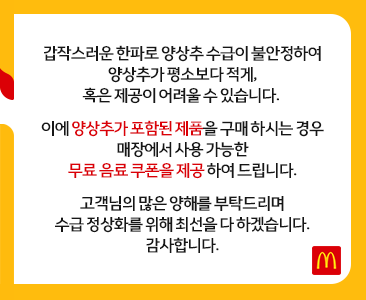 갑작스러운 한파로 양상추 수급이 불안정하여
양상추가 평소보다 적게,
혹은 제공이 어려울 수 있습니다.
이에 양상추가 포함된 제품을 구매 하시는 경우
매장에서 사용 가능한
무료 음료 쿠폰을 제공 하여 드립니다.
고객님의 많은 양해를 부탁드리며
수급 정상화를 위해 최선을 다 하겠습니다.
감사합니다.